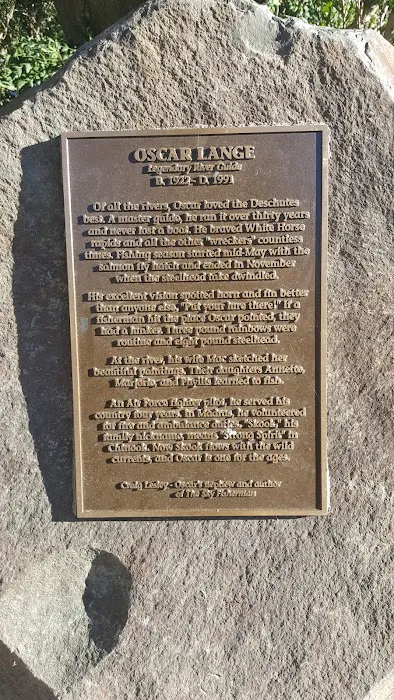 OSCAR LANGE
Legendary River Guide
B. 1922 - D. 1991
Of all the rivers, Oscar loved the Deschutes
best. A master guide, he ran it over thirty years
and never lost a boat. He braved White Horse
rapids and all the other "wreckers" countless
times. Fishing season started mid-May with the
salmon fly hatch and ended in November
when the steelhead take dwindled.
His excellent vision spotted horn and fin better
than anyone else, "Put your lure there!" If a
fisherman hit the place Oscar pointed, they
had a lunker. Three pound rainbows were
routine and eight pound steelhead.
At the river, his wife Mac sketched her
beautiful paintings. Their daughters Annette,
Marjorie, and Phyllis learned to fish.
An Air Force fighter pilot, he served his
country four years. In Madras, he volunteered
for fire and ambulance duties. "Skook," his
family nickname, means "Strong Spirit" in
Chinook. Now Skook flows with the wild
currents, and Oscar is one for the ages.
Craig Lesley - Oscar's nephew and author
of The Sky Fisherman